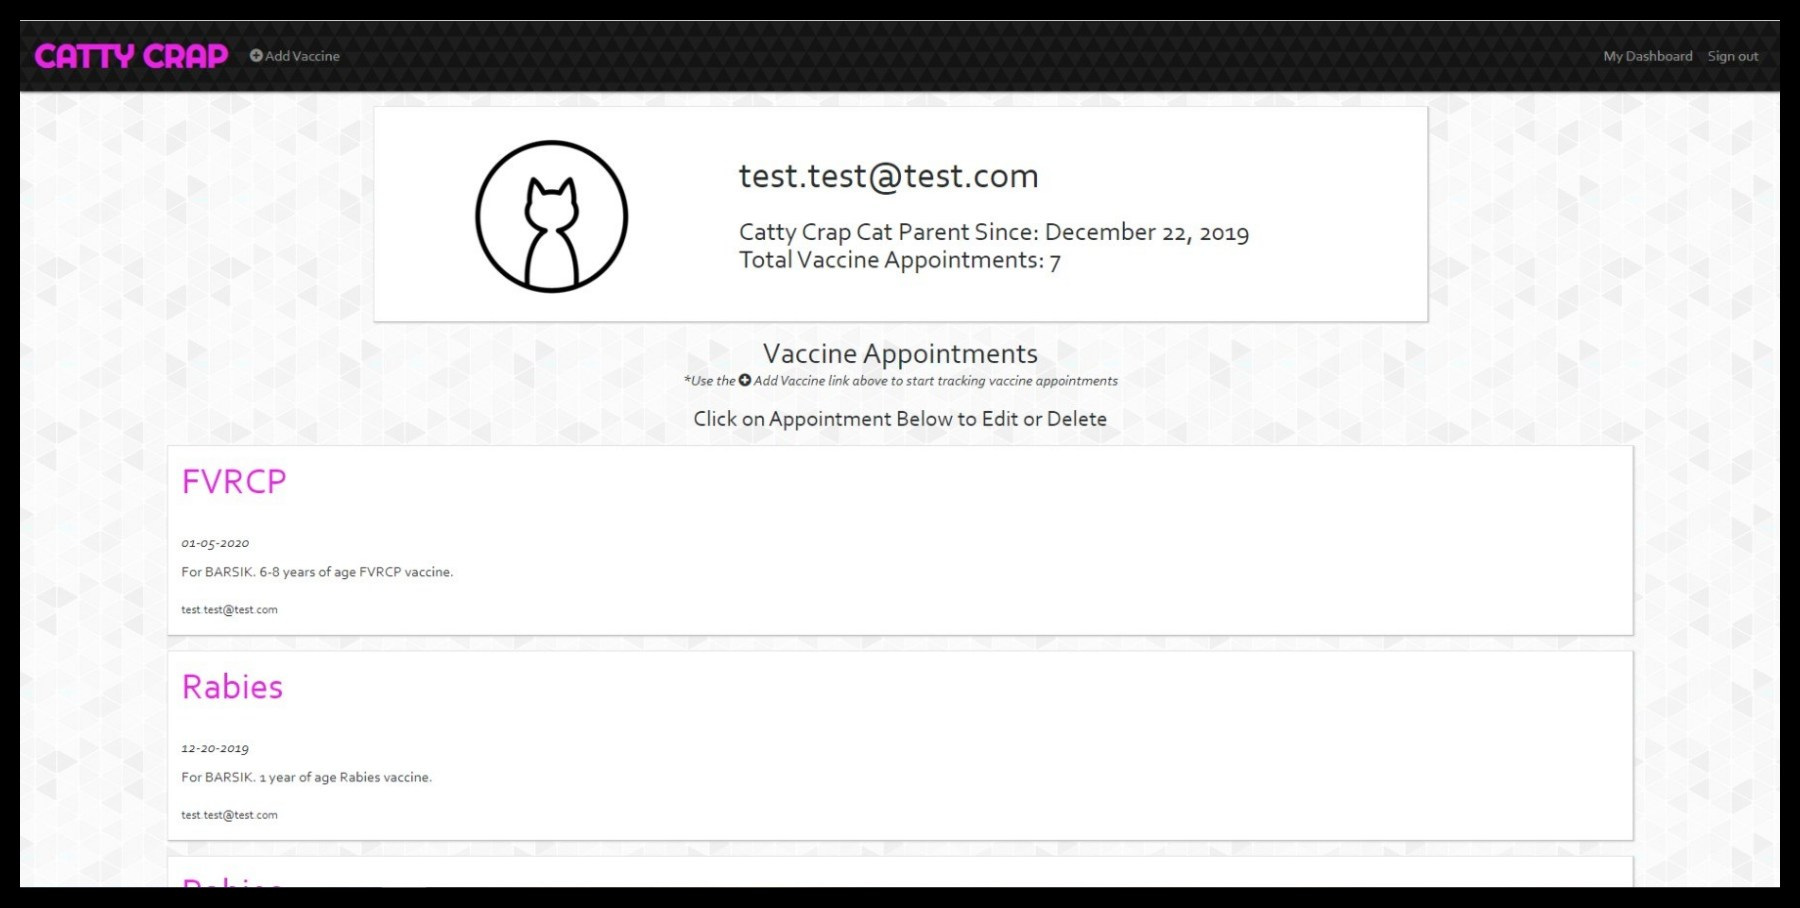 CATTY CRAP
Add Vaccine
My Dashboard
Sign out
test.test@test.com
Catty Crap Cat Parent Since: December 22, 2019
Total Vaccine Appointments: 7
Vaccine Appointments
*Use the Add Vaccine link above to start tracking vaccine appointments
Click on Appointment Below to Edit or Delete
FVRCP
01-05-2020
For BARSIK. 6-8 years of age FVRCP vaccine.
test.test@test.com
Rabies
12-20-2019
For BARSIK. 1 year of age Rabies vaccine.
test.test@test.com
Rabies